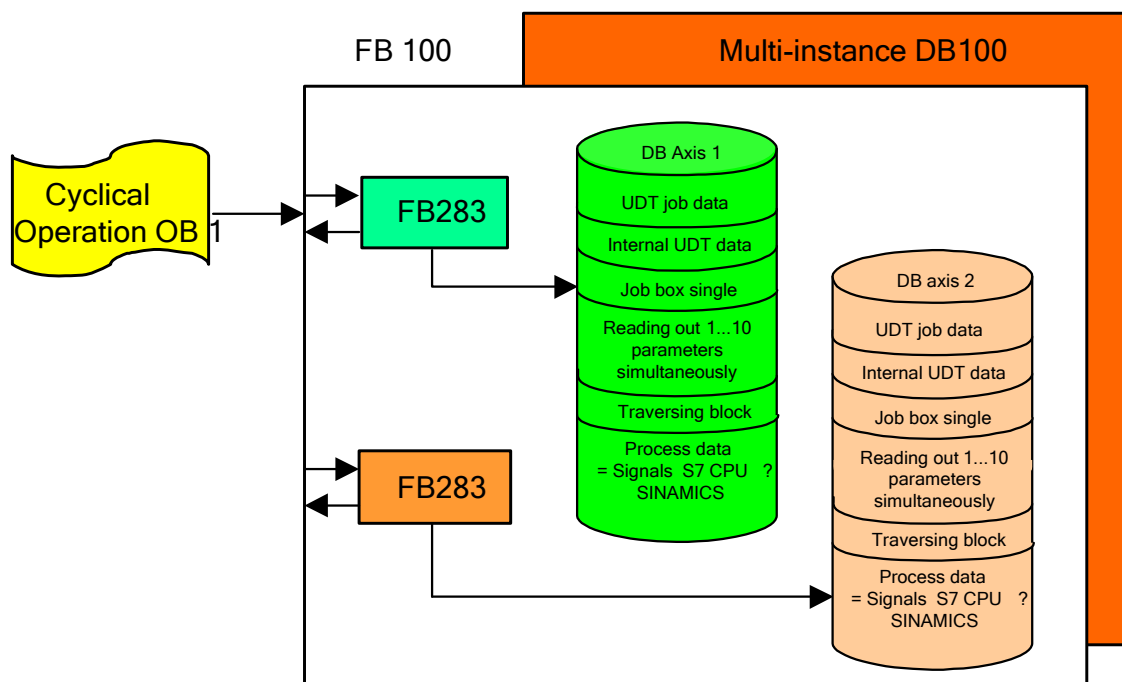 FB 100
Multi-instance DB100
Cyclical
Operation OB 1
FB283
DB Axis 1
UDT job data
Internal UDT data
Job box single
Reading out 1...10
parameters
simultaneously
Traversing block
Process data
= Signals S7 CPU ?
SINAMICS
FB283
DB axis 2
UDT job data
Internal UDT data
Job box single
Reading out 1...10
parameters
simultaneously
Traversing block
Process data
= Signals S7 CPU ?
SINAMICS